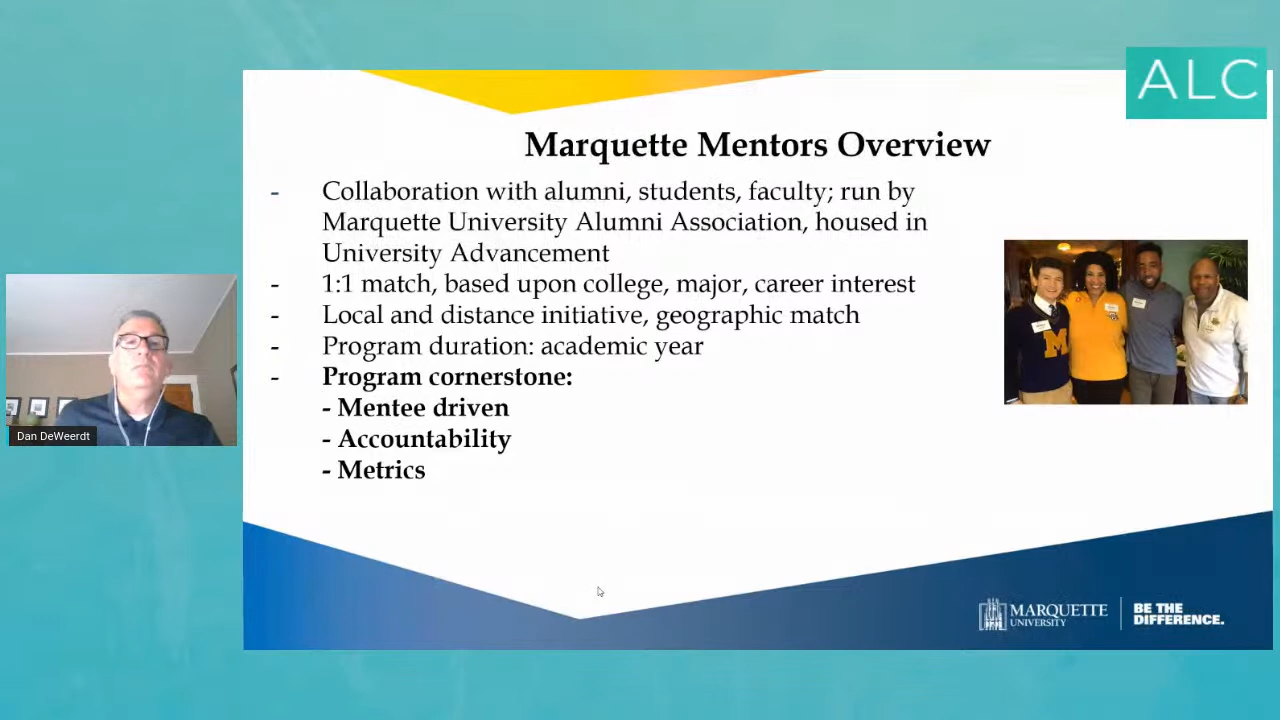 ALC
Marquette Mentors Overview
- Collaboration with alumni, students, faculty; run by
Marquette University Alumni Association, housed in
University Advancement
- 1:1 match, based upon college, major, career interest
- Local and distance initiative, geographic match
- Program duration: academic year
- Program cornerstone:
- Mentee driven
- Accountability
- Metrics
Dan DeWeerdt
M
MARQUETTE
UNIVERSITY
BE THE
DIFFERENCE.